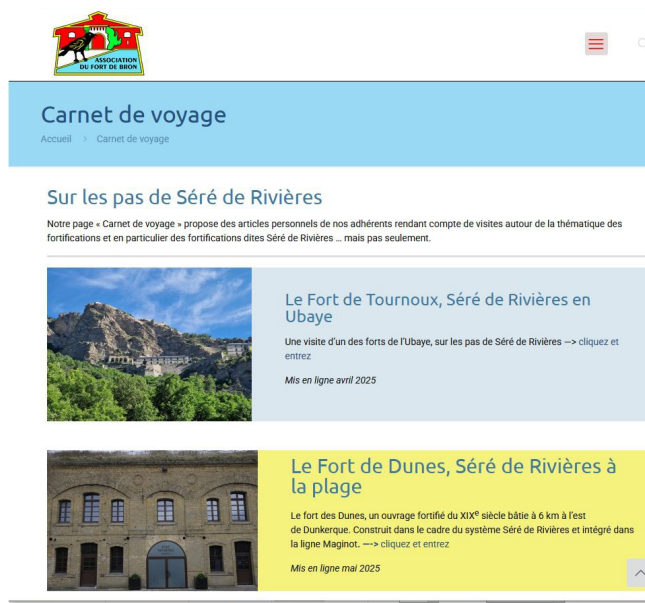 ASSOCIATION
DU FORT DE BRON
Carnet de voyage
Accueil > Carnet de voyage
Sur les pas de Séré de Rivières
Notre page « Carnet de voyage » propose des articles personnels de nos adhérents rendant compte de visites autour de la thématique des
fortifications et en particulier des fortifications dites Séré de Rivières … mais pas seulement.
Le Fort de Tournoux, Séré de Rivières en
Ubaye
Une visite d'un des forts de l'Ubaye, sur les pas de Séré de Rivières —> cliquez et
entrez
Mis en ligne avril 2025
Le Fort de Dunes, Séré de Rivières à
la plage
Le fort des Dunes, un ouvrage fortifié du XIXe siècle bâtie à 6 km à l'est
de Dunkerque. Construit dans le cadre du système Séré de Rivières et intégré dans
la ligne Maginot. —-> cliquez et entrez
Mis en ligne mai 2025